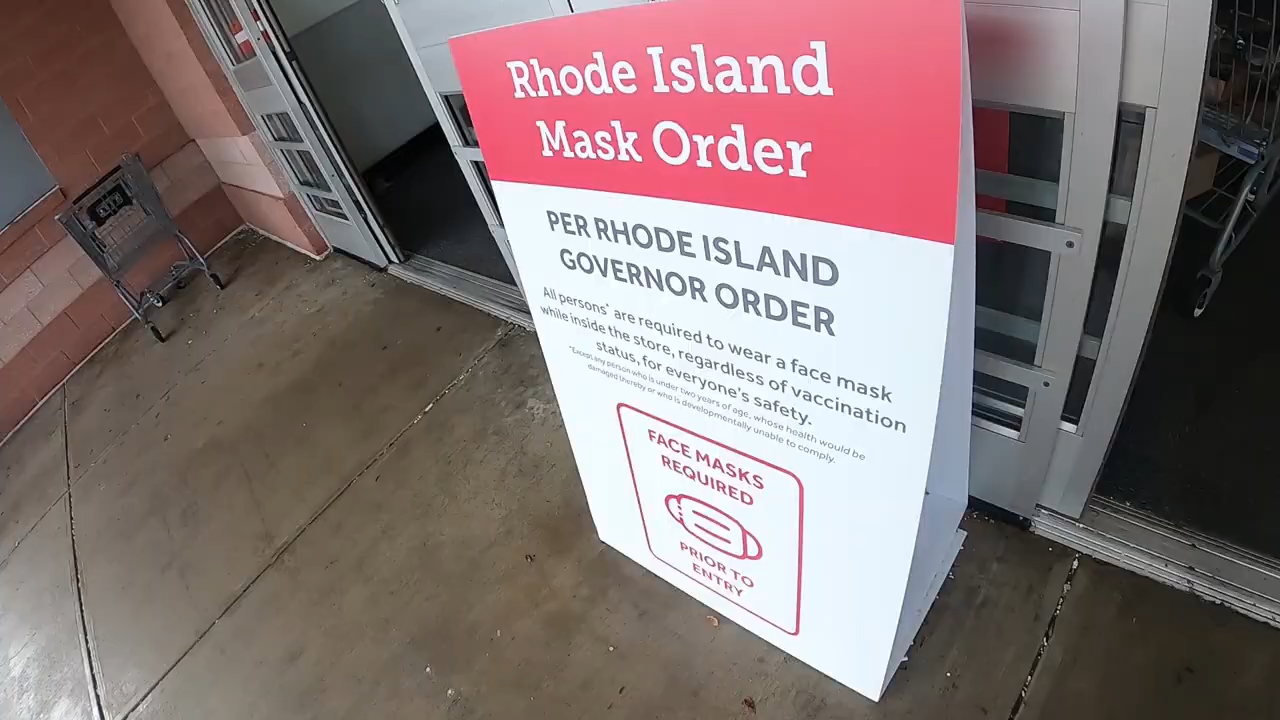 Rhode Island
Mask Order
PER RHODE ISLAND
GOVERNOR ORDER
All persons* are required to wear a face mask
while inside the store, regardless of vaccination
status, for everyone's safety.
*Except any person who is under two years of age, whose health would be
damaged thereby or who is developmentally unable to comply.
FACE MASKS
REQUIRED
PRIOR TO
ENTRY